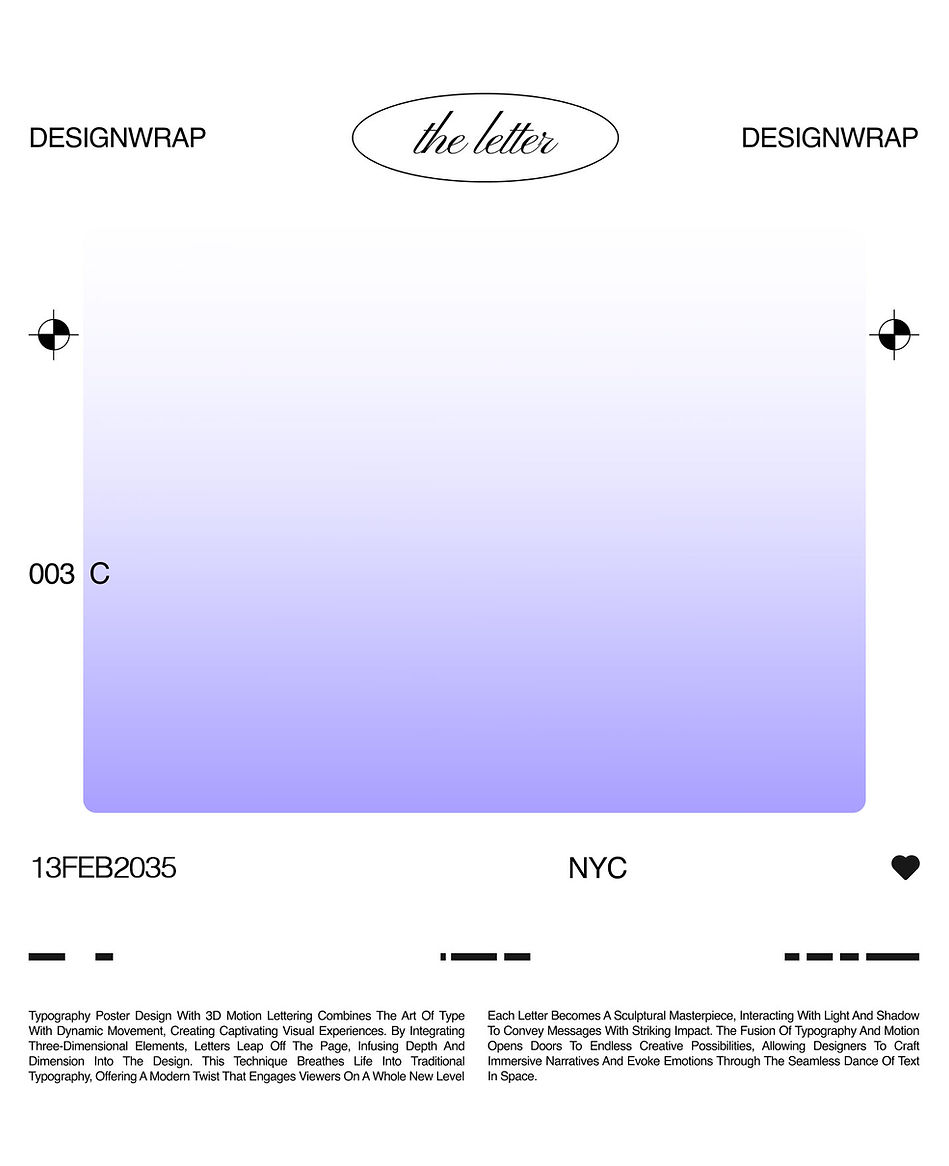 DESIGNWRAP
the letter
DESIGNWRAP
003 C
13FEB2035
NYC
Typography Poster Design With 3D Motion Lettering Combines The Art Of Type
With Dynamic Movement, Creating Captivating Visual Experiences. By Integrating
Three-Dimensional Elements, Letters Leap Off The Page, Infusing Depth And
Dimension Into The Design. This Technique Breathes Life Into Traditional
Typography, Offering A Modern Twist That Engages Viewers On A Whole New Level
Each Letter Becomes A Sculptural Masterpiece, Interacting With Light And Shadow
To Convey Messages With Striking Impact. The Fusion Of Typography And Motion
Opens Doors To Endless Creative Possibilities, Allowing Designers To Craft
Immersive Narratives And Evoke Emotions Through The Seamless Dance Of Text
In Space.